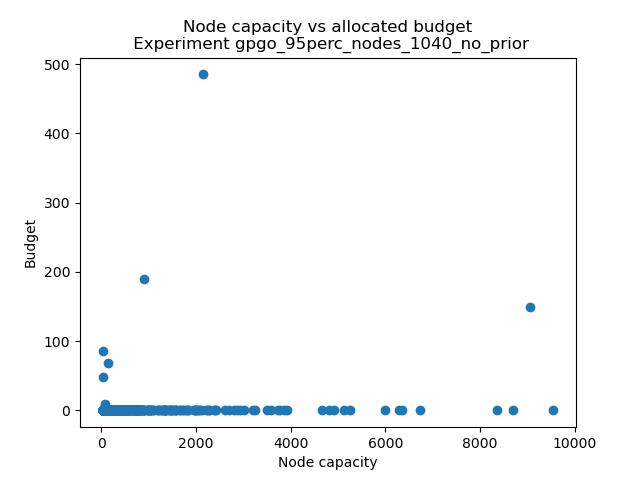 Node capacity vs allocated budget
Experiment gpgo_95perc_nodes_1040_no_prior
500
400
300
200
100
0
Budget
0 2000 4000 6000 8000 10000
Node capacity